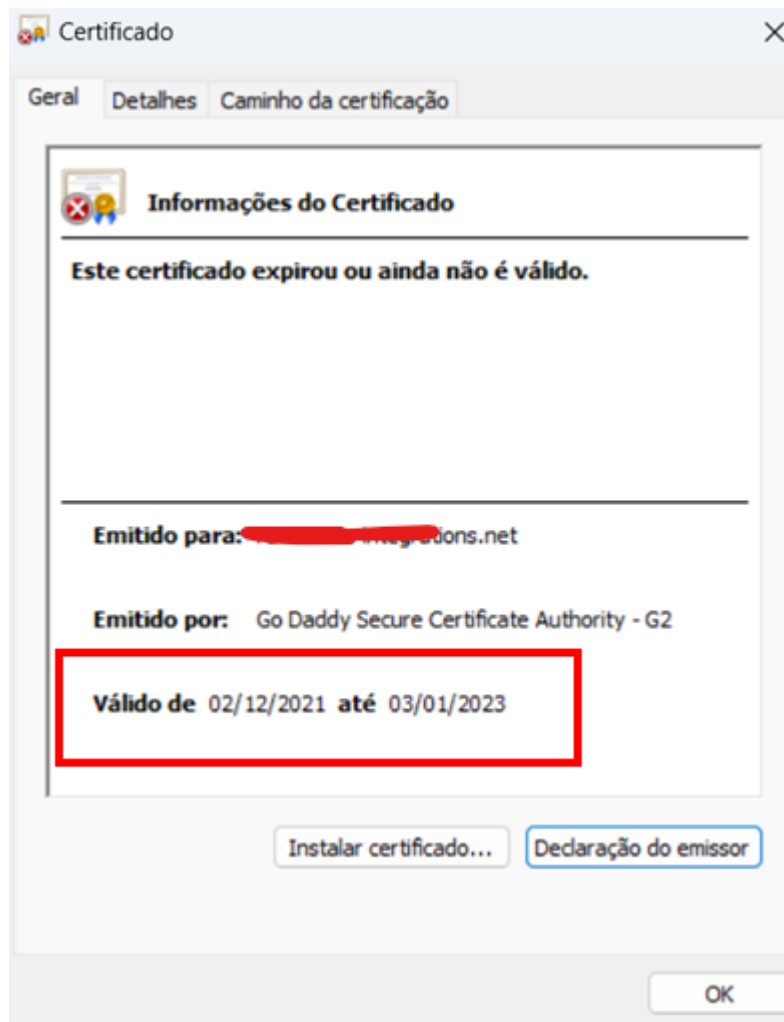 Certificado
Geral Detalhes Caminho da certificação
Informações do Certificado
Este certificado expirou ou ainda não é válido.
Emitido para:
Emitido por: Go Daddy Secure Certificate Authority - G2
Válido de 02/12/2021 até 03/01/2023
Instalar certificado... Declaração do emissor
OK